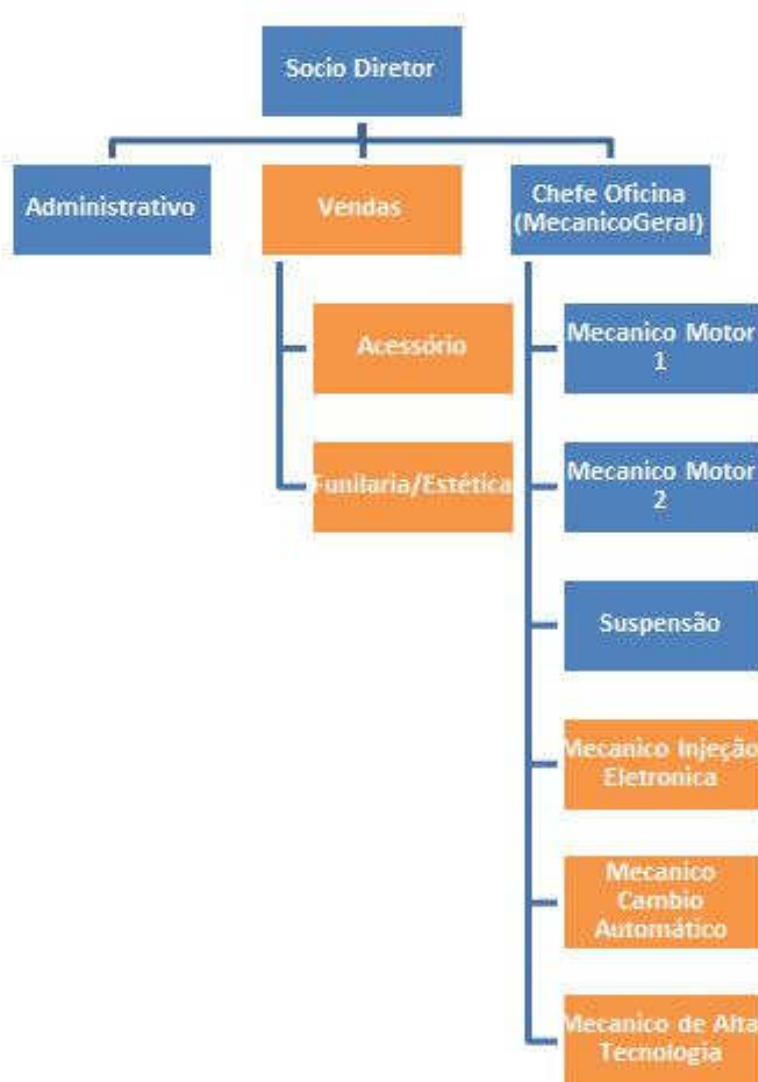 Socio Diretor
Administrativo
Vendas
Chefe Oficina
(MecanicoGeral)
Acessório
Funilaria/Estética
Mecanico Motor
1
Mecanico Motor
2
Suspensão
Mecanico Injeção
Eletronica
Mecanico
Cambio
Automático
Mecanico de Alta
Tecnologia